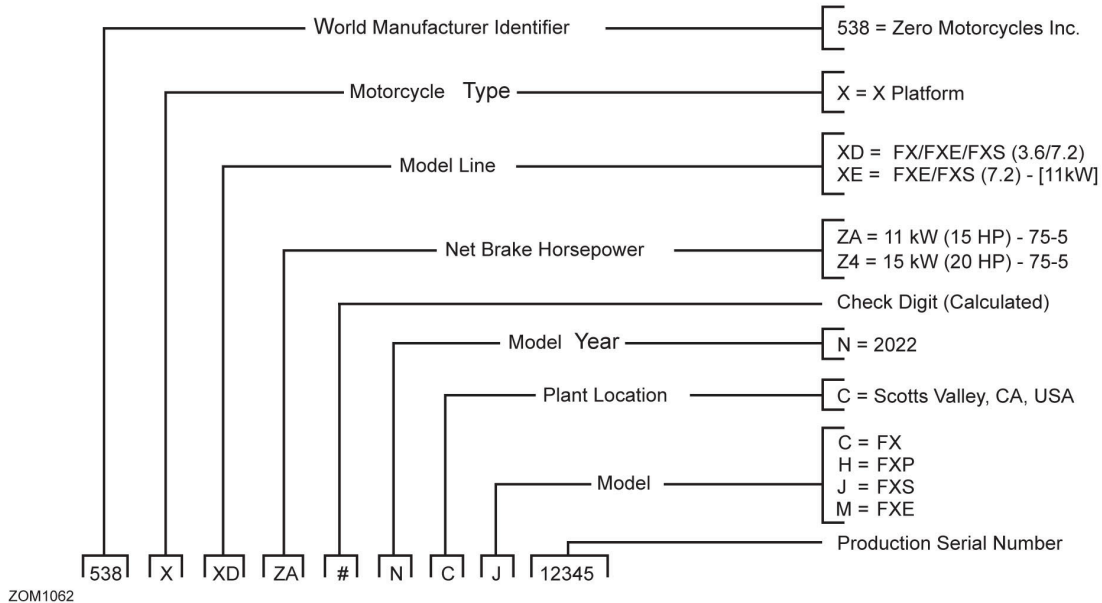 World Manufacturer Identifier
538 = Zero Motorcycles Inc.
Motorcycle Type
X = X Platform
Model Line
XD = FX/FXE/FXS (3.6/7.2)
XE = FXE/FXS (7.2) - [11kW]
Net Brake Horsepower
ZA = 11 kW (15 HP) - 75-5
Z4 = 15 kW (20 HP) - 75-5
Check Digit (Calculated)
Model Year
N = 2022
Plant Location
C = Scotts Valley, CA, USA
Model
C = FX
H = FXP
J = FXS
M = FXE
Production Serial Number
538 X XD ZA # N C J 12345
ZOM1062